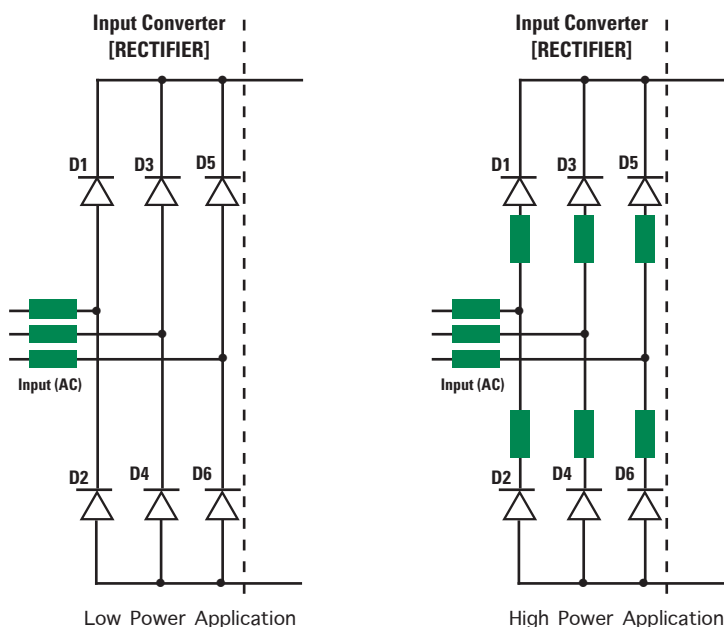 Input Converter
[RECTIFIER]
D1
D3
D5
Input (AC)
D2
D4
D6
Low Power Application
Input Converter
[RECTIFIER]
D1
D3
D5
Input (AC)
D2
D4
D6
High Power Application